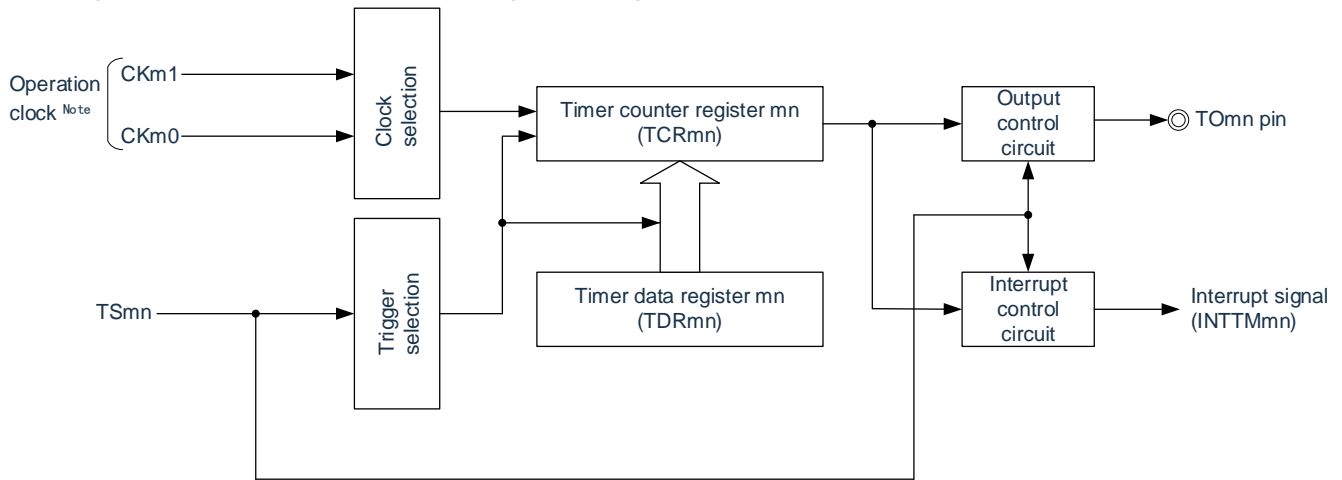 Operation
clock Note
CKm1
CKm0
Clock
selection
Timer counter register mn
(TCRmn)
Output
control
circuit
TOmn pin
TSmn
Trigger
selection
Timer data register mn
(TDRmn)
Interrupt
control
circuit
Interrupt signal
(INTTMmn)